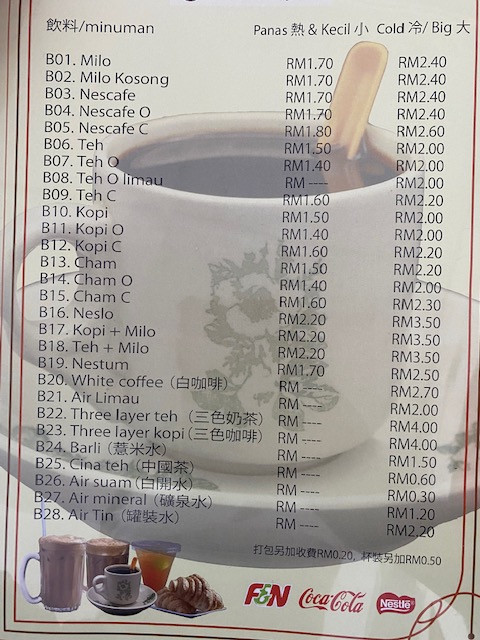 飲料/minuman Panas 熱 & Kecil 小 Cold 冷/ Big 大
B01. Milo RM1.70 RM2.40
B02. Milo Kosong RM1.70 RM2.40
B03. Nescafe RM1.70 RM2.40
B04. Nescafe O RM1.70 RM2.40
B05. Nescafe C RM1.80 RM2.60
B06. Teh RM1.50 RM2.00
B07. Teh O RM1.40 RM2.00
B08. Teh O limau RM ---- RM2.00
B09. Teh C RM1.60 RM2.20
B10. Kopi RM1.50 RM2.00
B11. Kopi O RM1.40 RM2.00
B12. Kopi C RM1.60 RM2.20
B13. Cham RM1.50 RM2.20
B14. Cham O RM1.40 RM2.00
B15. Cham C RM1.60 RM2.30
B16. Neslo RM2.20 RM3.50
B17. Kopi + Milo RM2.20 RM3.50
B18. Teh + Milo RM2.20 RM3.50
B19. Nestum RM1.70 RM2.50
B20. White coffee (白咖啡) RM ---- RM2.70
B21. Air Limau RM ---- RM2.00
B22. Three layer teh (三色奶茶) RM ---- RM4.00
B23. Three layer kopi (三色咖啡) RM ---- RM4.00
B24. Barli (薏米水) RM ---- RM1.50
B25. Cina teh (中國茶) RM ---- RM0.60
B26. Air suam (白開水) RM ---- RM0.30
B27. Air mineral (礦泉水) RM ---- RM1.20
B28. Air Tin (罐裝水) RM ---- RM2.20
打包另加收費RM0.20, 杯裝另加RM0.50
F&N Coca-Cola Nestlé